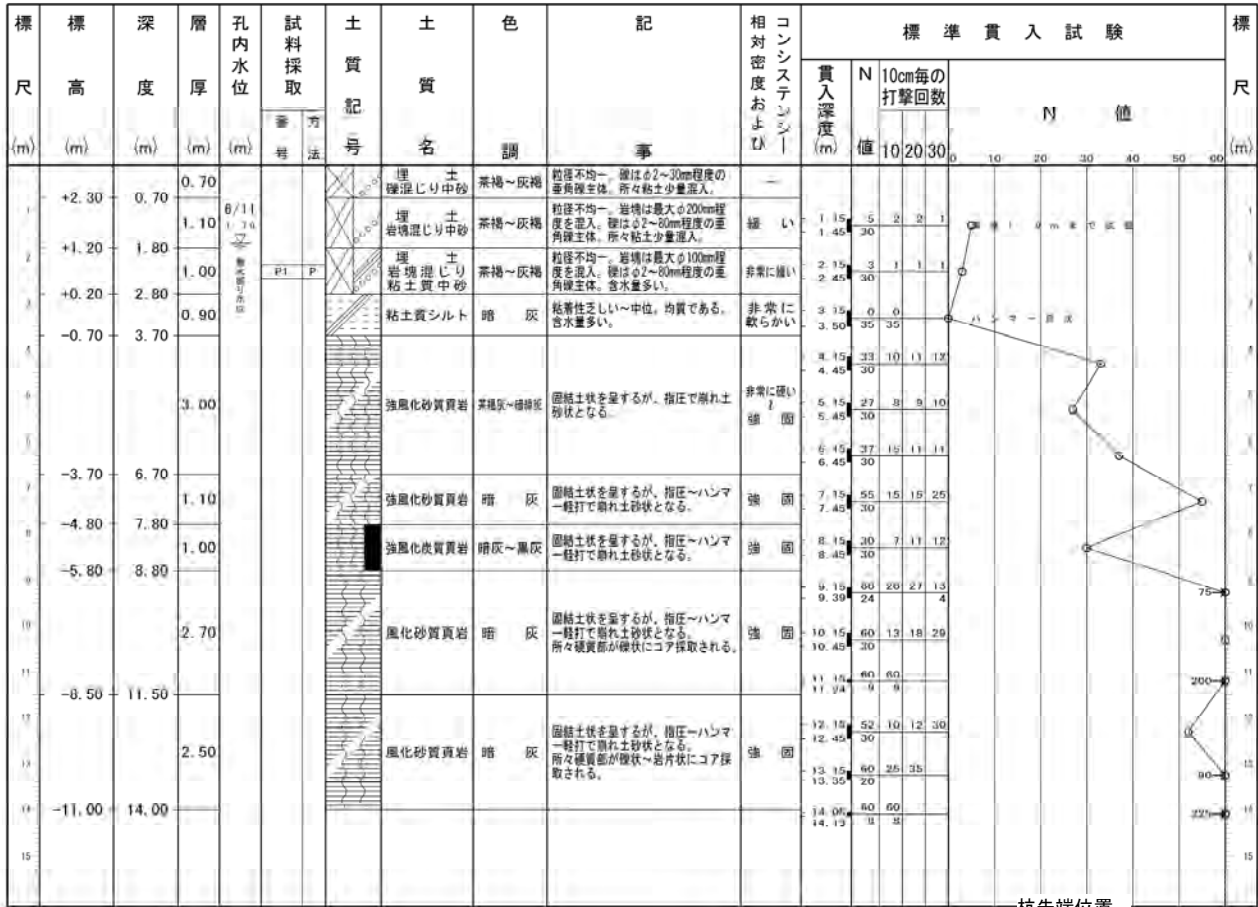 標尺 (m)
標高 (m)
深度 (m)
層厚 (m)
孔内水位 (m)
試料採取
番号
方法
土質記号
土質名
色調
記事
相対密度および
コンシステンシー
標準貫入試験
貫入深度 (m)
N値
10cm毎の打撃回数
10 20 30
N 値
0 10 20 30 40 50 60
標尺 (m)
+2.30 0.70 0.70
埋土
礫混じり中砂
茶褐~灰褐
粒径不均一。礫はφ2~30mm程度の
亜角礫主体。所々粘土少量混入。
+1.20 1.80 1.10
6/11
埋土
岩塊混じり中砂
茶褐~灰褐
粒径不均一。岩塊は最大φ200mm程
度を混入。礫はφ2~80mm程度の亜
角礫主体。所々粘土少量混入。
緩い
1.15 5 2 2 1
1.45 30
+0.20 2.80 1.00
P1 P
埋土
岩塊混じり
粘土質中砂
茶褐~灰褐
粒径不均一。岩塊は最大φ100mm程
度を混入。礫はφ2~80mm程度の亜
角礫主体。含水量多い。
非常に緩い
2.15 3 1 1 1
2.45 30
-0.70 3.70 0.90
粘土質シルト
暗灰
粘着性乏しい~中位。均質である。
含水量多い。
非常に
軟らかい
3.15 0 0
3.50 35 35
-3.70 6.70 3.00
強風化砂質頁岩
固結土状を呈するが、指圧で崩れ土
砂状となる。
非常に硬い
~
強固
4.15 33 10 11 12
4.45 30
5.15 27 8 9 10
5.45 30
6.15 37 15 11 11
6.45 30
-4.80 7.80 1.10
強風化砂質頁岩
暗灰
固結土状を呈するが、指圧~ハンマ
ー軽打で崩れ土砂状となる。
強固
7.15 55 15 15 25
7.45 30
-5.80 8.80 1.00
強風化炭質頁岩
暗灰~黒灰
固結土状を呈するが、指圧~ハンマ
ー軽打で崩れ土砂状となる。
強固
8.15 30 7 11 12
8.45 30
-8.50 11.50 2.70
風化砂質頁岩
暗灰
固結土状を呈するが、指圧~ハンマ
ー軽打で崩れ土砂状となる。
所々硬質部が礫状にコア採取される。
強固
9.15 27 13
9.39 24 4
75
10.15 60 13 18 29
10.45 30
11.15 60 60
11.24 9 9
200
-11.00 14.00 2.50
風化砂質頁岩
暗灰
固結土状を呈するが、指圧~ハンマ
ー軽打で崩れ土砂状となる。
所々硬質部が礫状~岩片状にコア採
取される。
強固
12.15 52 10 12 30
12.45 30
13.15 60 25 35
13.35 20
90
60 60
14.13 8 8
225
15 15
杭先端位置